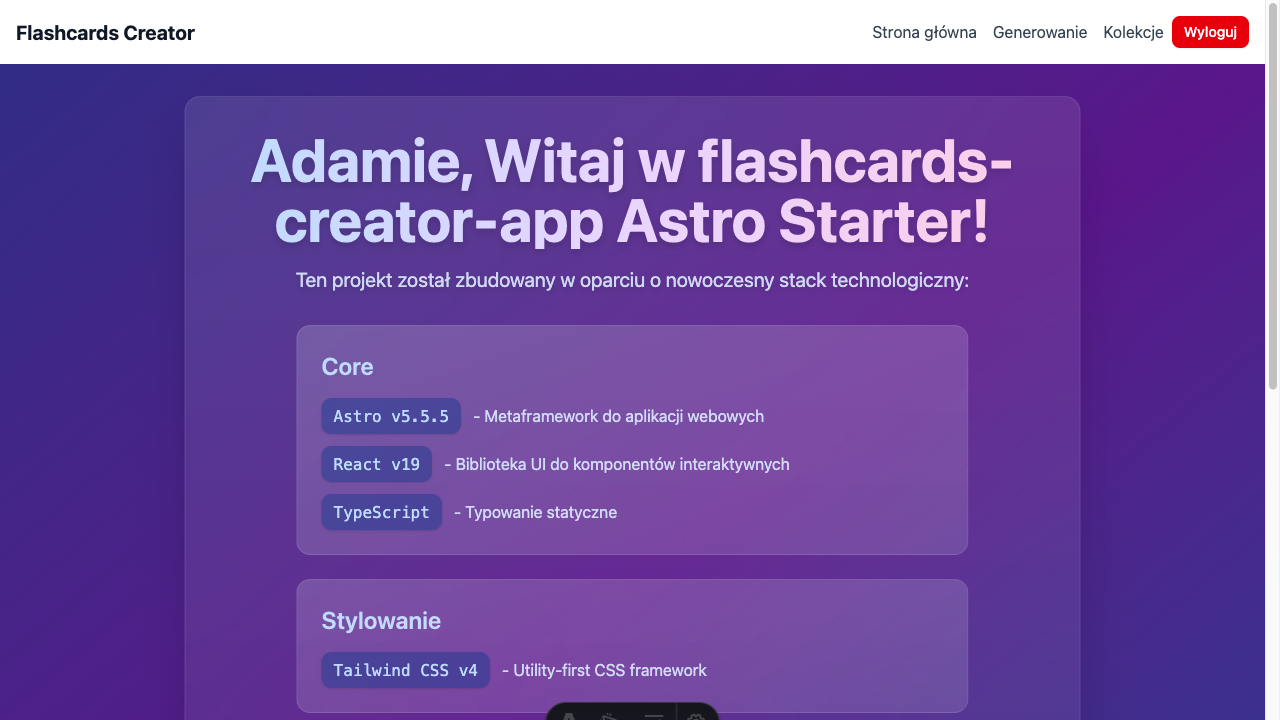 Flashcards Creator
Strona główna Generowanie Kolekcje Wyloguj
Adamie, Witaj w flashcards-
creator-app Astro Starter!
Ten projekt został zbudowany w oparciu o nowoczesny stack technologiczny:
Core
Astro v5.5.5 - Metaframework do aplikacji webowych
React v19 - Biblioteka UI do komponentów interaktywnych
TypeScript - Typowanie statyczne
Stylowanie
Tailwind CSS v4 - Utility-first CSS framework